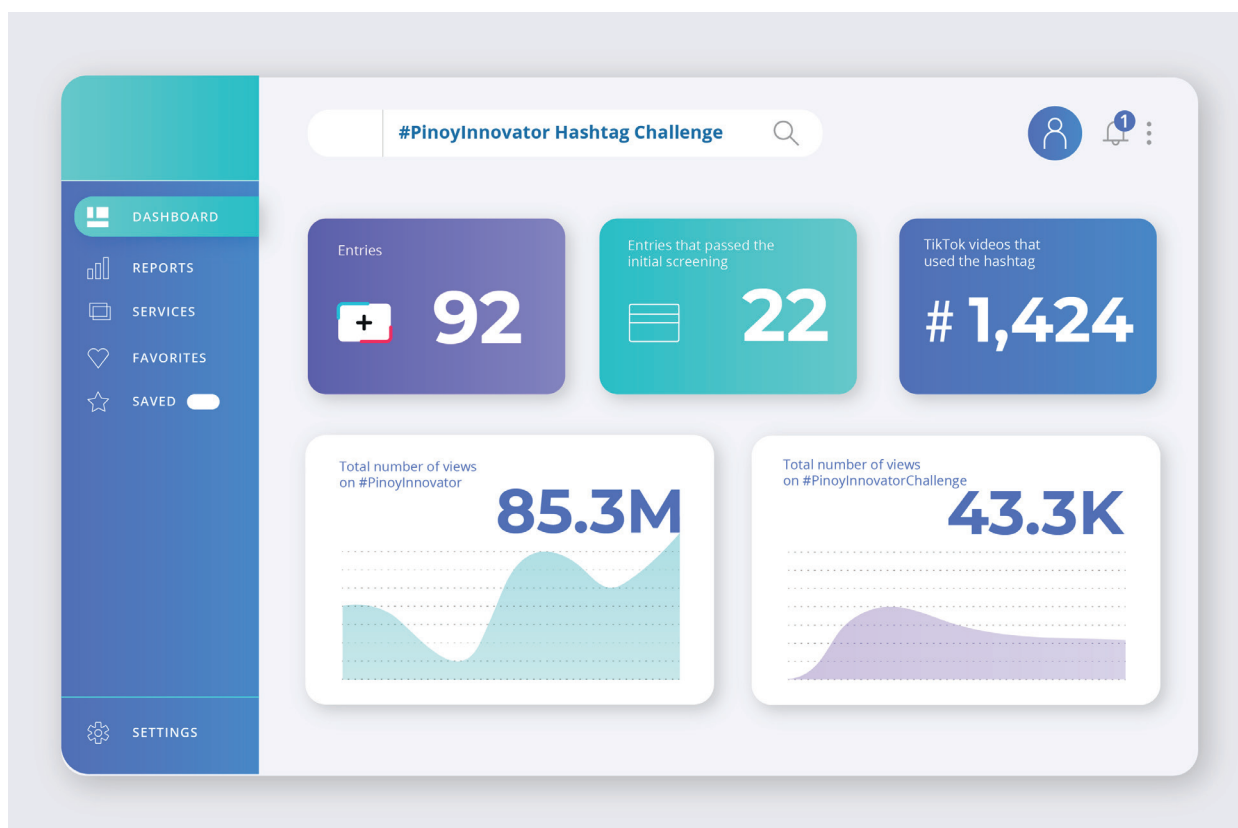 #PinoyInnovator Hashtag Challenge
1
DASHBOARD
REPORTS
SERVICES
FAVORITES
SAVED
SETTINGS
Entries
92
Entries that passed the
initial screening
22
TikTok videos that
used the hashtag
# 1,424
Total number of views
on #PinoyInnovator
85.3M
Total number of views
on #PinoyInnovatorChallenge
43.3K